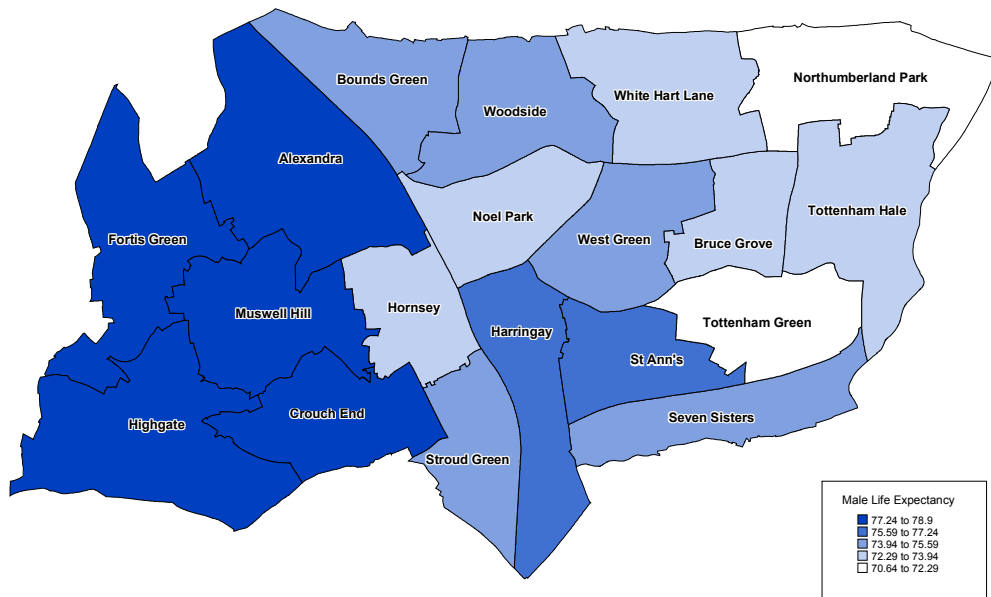 Bounds Green
Northumberland Park
White Hart Lane
Woodside
Alexandra
Noel Park
Tottenham Hale
Fortis Green
West Green
Bruce Grove
Hornsey
Muswell Hill
Tottenham Green
Harringay
St Ann's
Crouch End
Seven Sisters
Highgate
Stroud Green
Male Life Expectancy
77.24 to 78.9
75.59 to 77.24
73.94 to 75.59
72.29 to 73.94
70.64 to 72.29